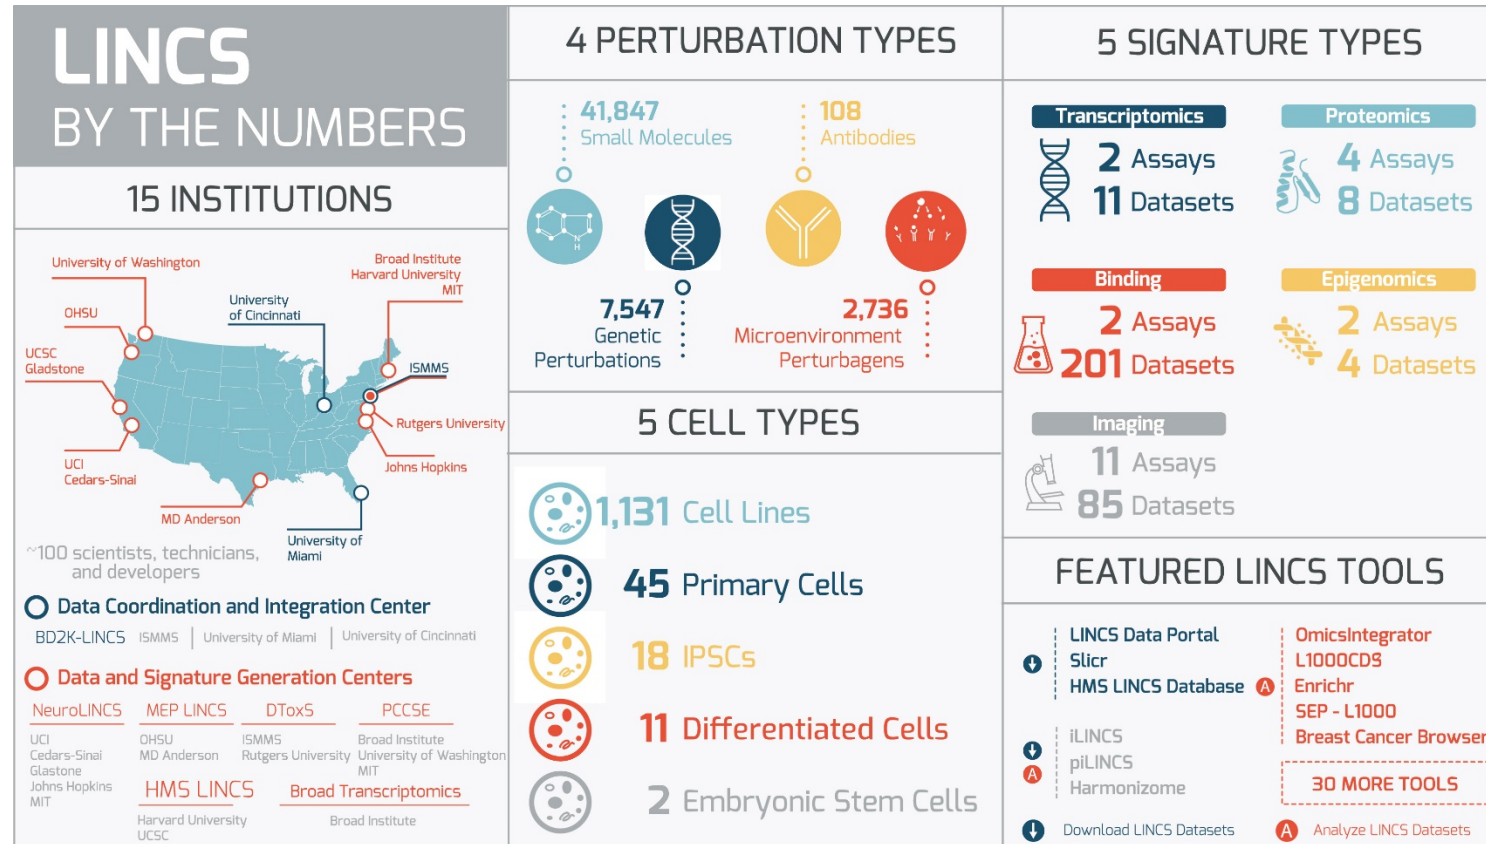 LINCS
BY THE NUMBERS
15 INSTITUTIONS
University of Washington
Broad Institute
Harvard University
MIT
University
of Cincinnati
OHSU
UCSC
Gladstone
ISMMS
Rutgers University
UCI
Cedars-Sinai
Johns Hopkins
MD Anderson
University of
Miami
~100 scientists, technicians,
and developers
Data Coordination and Integration Center
BD2K-LINCS ISMMS | University of Miami | University of Cincinnati
Data and Signature Generation Centers
NeuroLINCS
UCI
Cedars-Sinai
Glastone
Johns Hopkins
MIT
MEP LINCS
OHSU
MD Anderson
DToxS
ISMMS
Rutgers University
PCCSE
Broad Institute
University of Washington
MIT
HMS LINCS
Harvard University
UCSC
Broad Transcriptomics
Broad Institute
4 PERTURBATION TYPES
41,847
Small Molecules
108
Antibodies
N
H
7,547
Genetic
Perturbations
2,736
Microenvironment
Perturbagens
5 CELL TYPES
1,131 Cell Lines
45 Primary Cells
18 IPSCs
11 Differentiated Cells
2 Embryonic Stem Cells
5 SIGNATURE TYPES
Transcriptomics
2 Assays
11 Datasets
Proteomics
4 Assays
8 Datasets
Binding
2 Assays
201 Datasets
Epigenomics
2 Assays
4 Datasets
Imaging
11 Assays
85 Datasets
FEATURED LINCS TOOLS
LINCS Data Portal
Slicr
HMS LINCS Database
A
OmicsIntegrator
L1000CDS
Enrichr
SEP - L1000
Breast Cancer Browser
A
iLINCS
piLINCS
Harmonizome
30 MORE TOOLS
Download LINCS Datasets
A Analyze LINCS Datasets